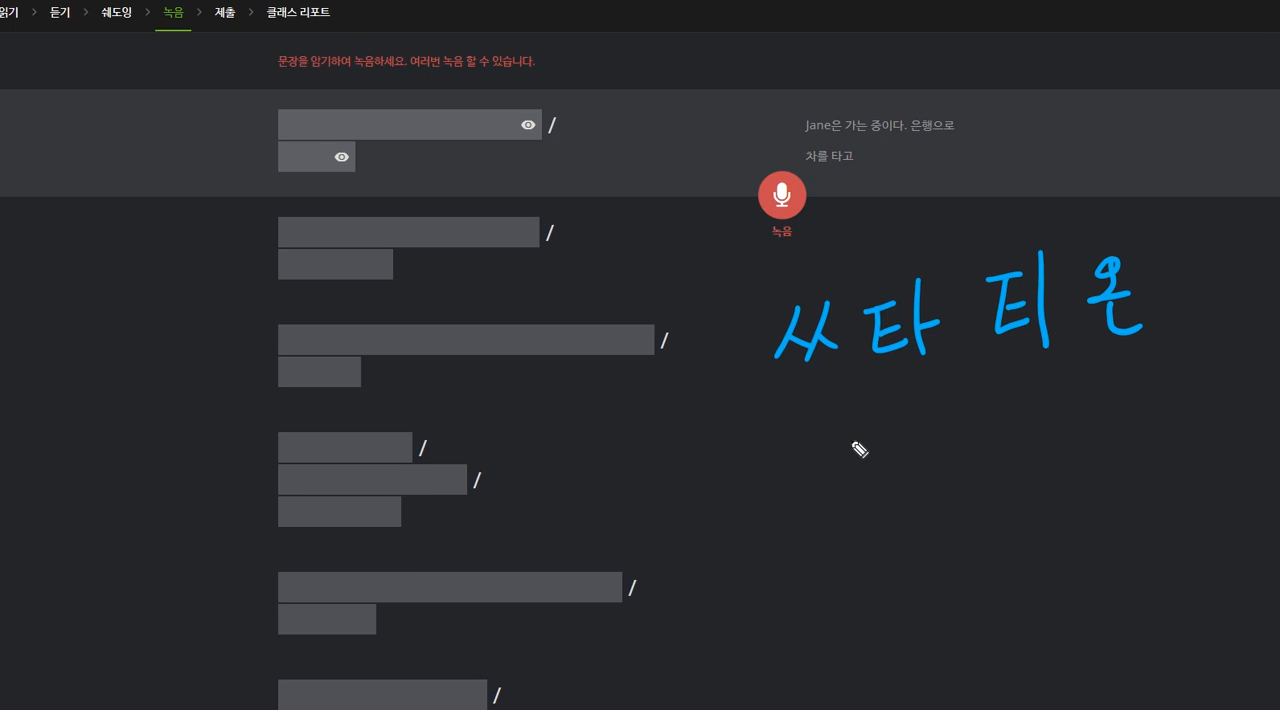 읽기 > 듣기 > 쉐도잉 > 녹음 > 제출 > 클래스 리포트
문장을 암기하여 녹음하세요. 여러번 녹음 할 수 있습니다.
/
Jane은 가는 중이다. 은행으로
차를 타고
녹음
/
쓰타티온
/
/
/
/
/